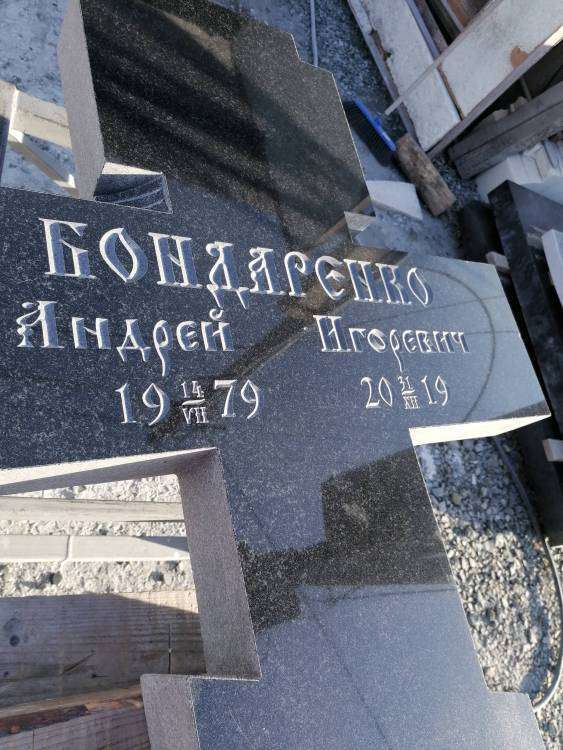 Бондаренко
Андрей Игоревич
19 14/VII 79 20 31/XII 19